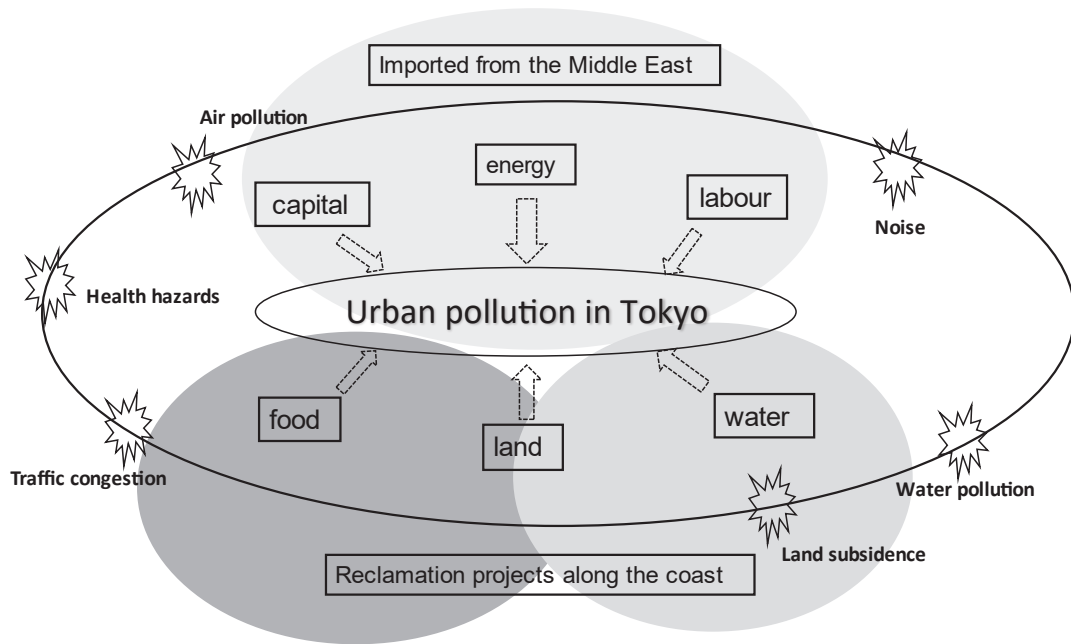 Imported from the Middle East
Air pollution
energy
capital
labour
Noise
Health hazards
Urban pollution in Tokyo
food
land
water
Traffic congestion
Water pollution
Land subsidence
Reclamation projects along the coast